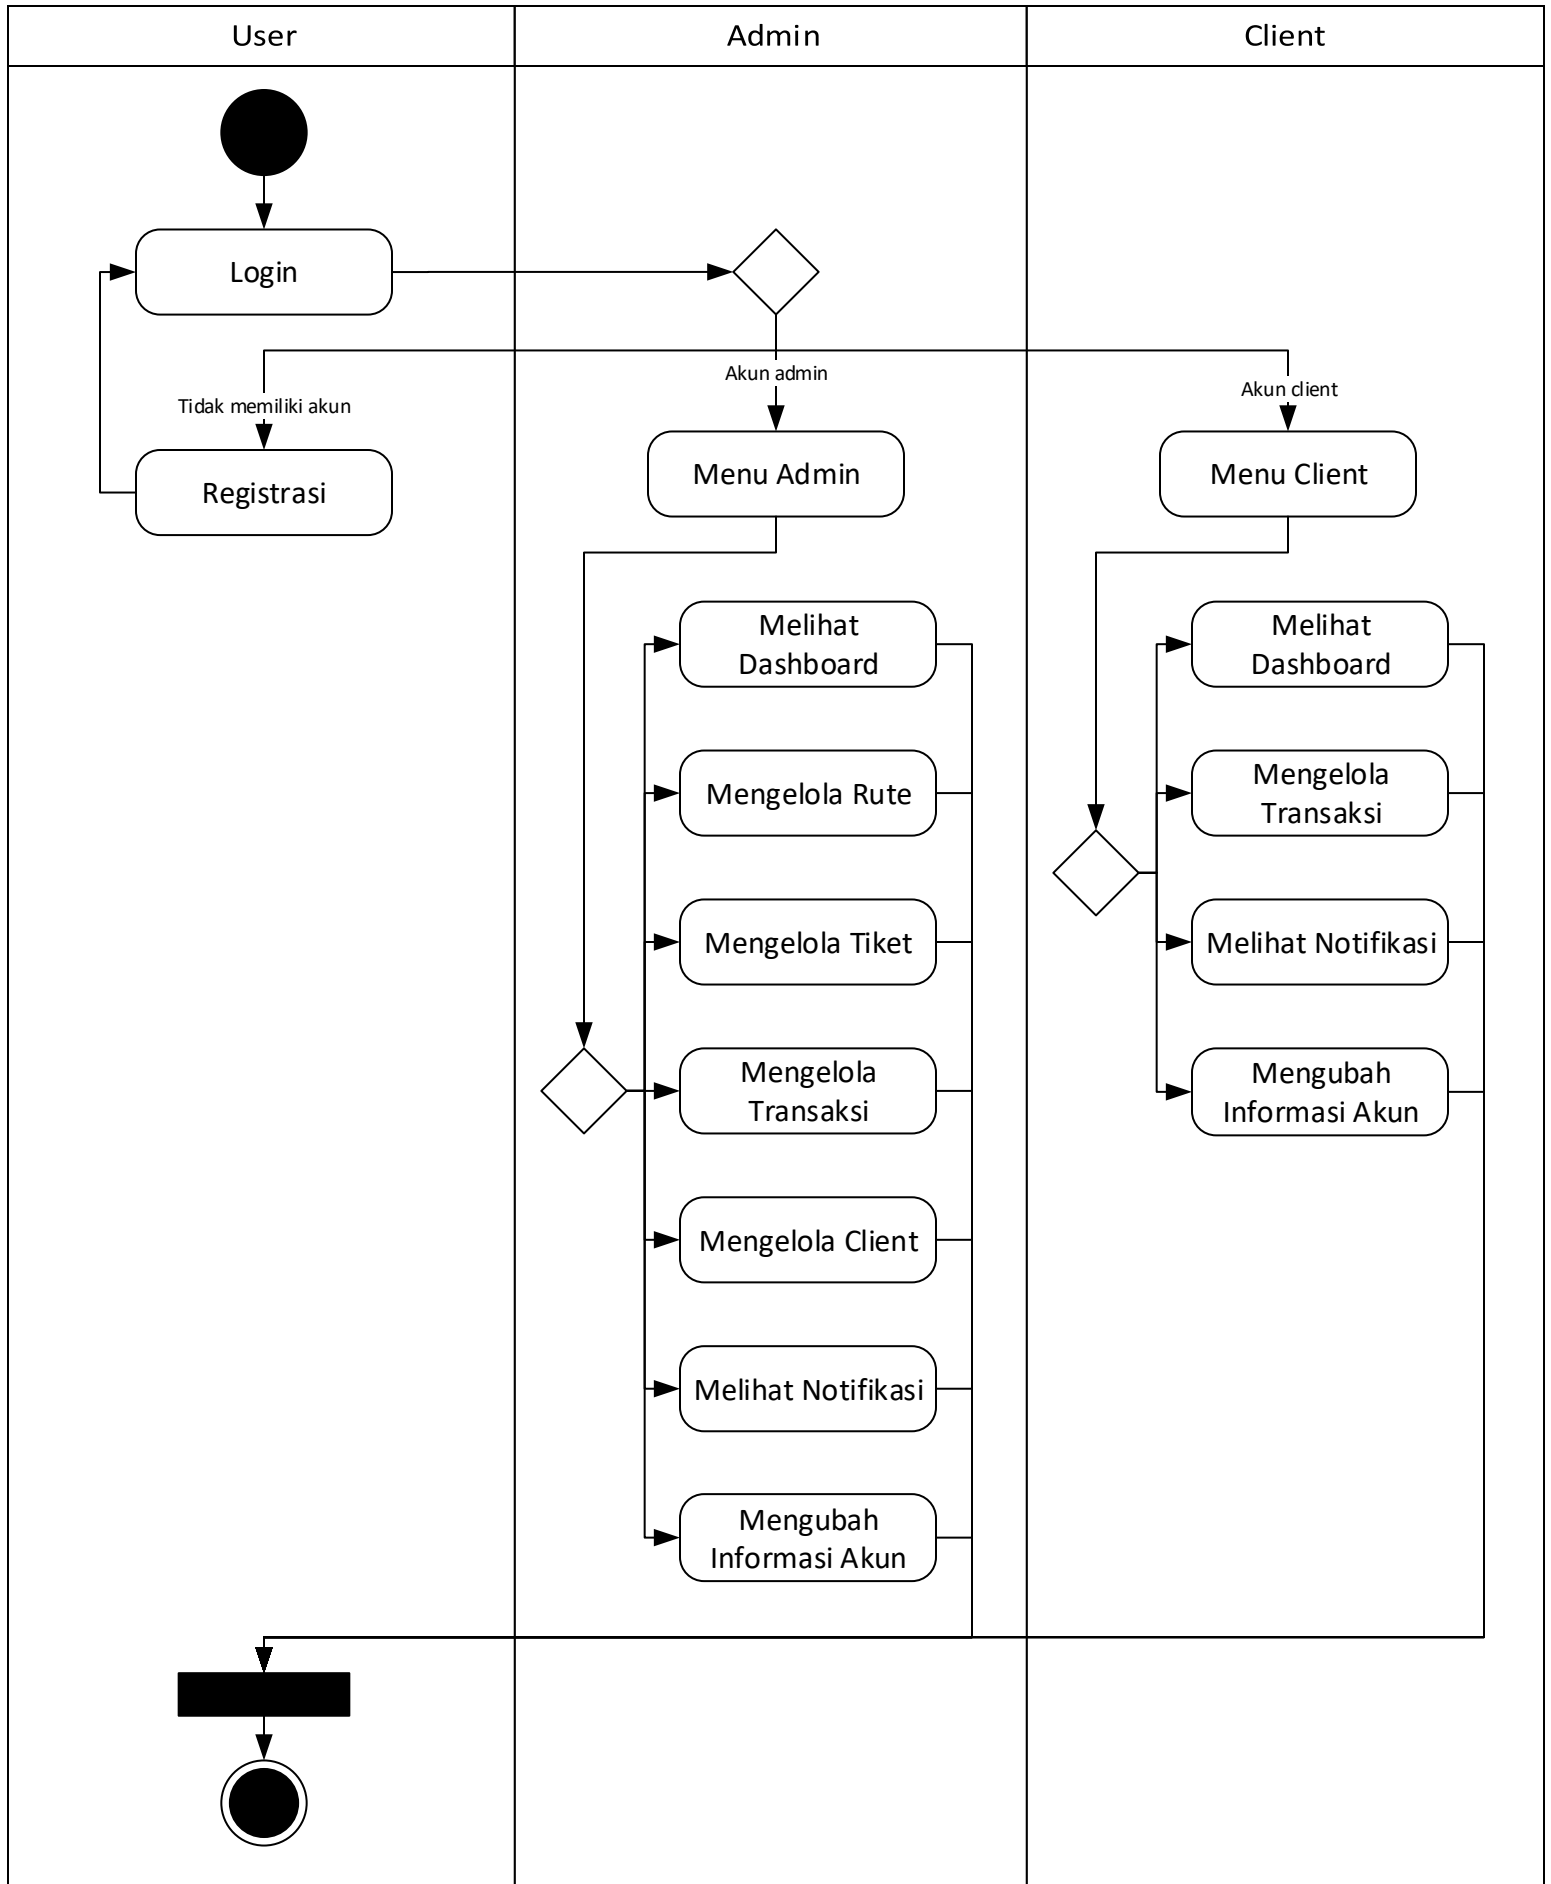 User
Admin
Client
Login
Akun admin
Akun client
Tidak memiliki akun
Registrasi
Menu Admin
Menu Client
Melihat
Dashboard
Mengelola Rute
Mengelola Tiket
Mengelola
Transaksi
Mengelola Client
Melihat Notifikasi
Mengubah
Informasi Akun
Melihat
Dashboard
Mengelola
Transaksi
Melihat Notifikasi
Mengubah
Informasi Akun